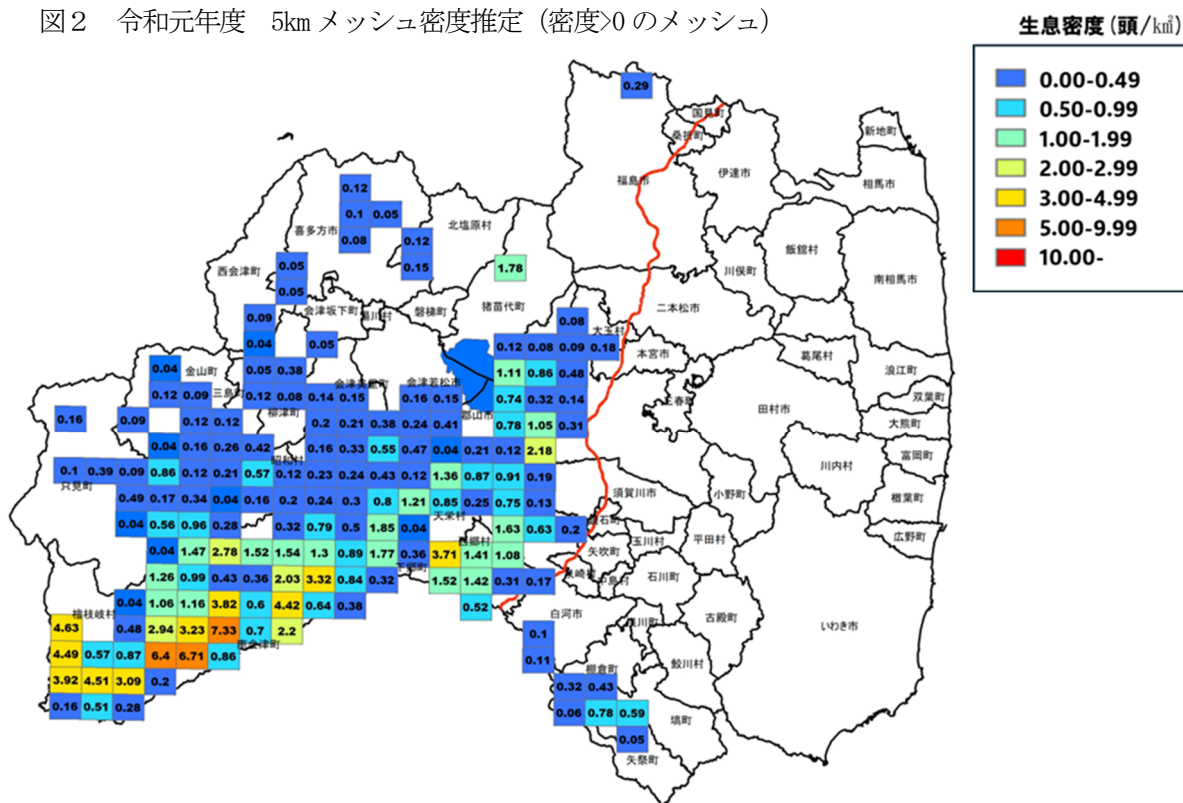 図2 令和元年度 5kmメッシュ密度推定（密度>0のメッシュ）
生息密度(頭/㎢)
0.00-0.49
0.50-0.99
1.00-1.99
2.00-2.99
3.00-4.99
5.00-9.99
10.00-
0.29
国見町
桑折町
新地町
福島市
伊達市
相馬市
0.12
0.1 0.05
喜多方市
0.08
北塩原村
0.12
0.15
飯舘村
川俣町
南相馬市
西会津町
0.05
0.05
1.78
会津坂下町
湯川村
磐梯町
猪苗代町
二本松市
0.09
0.08
大玉村
0.04
0.05
0.12 0.08 0.09 0.18
本宮市
葛尾村
浪江町
0.04
金山町
0.05 0.38
会津美里町
会津若松市
1.11 0.86 0.48
0.12 0.09
三島町
0.12 0.08 0.14 0.15
0.16 0.15
0.74 0.32 0.14
三春町
田村市
双葉町
大熊町
0.16
0.09
0.12 0.12
柳津町
0.2 0.21 0.38 0.24 0.41
郡山市
0.78 1.05 0.31
0.04 0.16 0.26 0.42
0.16 0.33 0.55 0.47 0.04 0.21 0.12 2.18
富岡町
昭和村
川内村
0.1 0.39 0.09 0.86 0.12 0.21 0.57 0.12 0.23 0.24 0.43 0.12 1.36 0.87 0.91 0.19
只見町
須賀川市
小野町
楢葉町
0.49 0.17 0.34 0.04 0.16 0.2 0.24 0.3 0.8 1.21 0.85 0.25 0.75 0.13
天栄村
鏡石町
0.04 0.56 0.96 0.28
0.32 0.79 0.5 1.85 0.04
1.63 0.63 0.2
玉川村
平田村
広野町
西郷村
矢吹町
0.04 1.47 2.78 1.52 1.54 1.3 0.89 1.77 0.36 3.71 1.41 1.08
下郷町
泉崎村
中島村
石川町
1.26 0.99 0.43 0.36 2.03 3.32 0.84 0.32
1.52 1.42 0.31 0.17
0.04 1.06 1.16 3.82 0.6 4.42 0.64 0.38
0.52
白河市
古殿町
檜枝岐村
浅川町
いわき市
4.63
0.48 2.94 3.23 7.33 0.7 2.2
0.1
南会津町
4.49 0.57 0.87 6.4 6.71 0.86
0.11
棚倉町
鮫川村
3.92 4.51 3.09 0.2
0.32 0.43
0.16 0.51 0.28
0.06 0.78 0.59
塙町
0.05
矢祭町